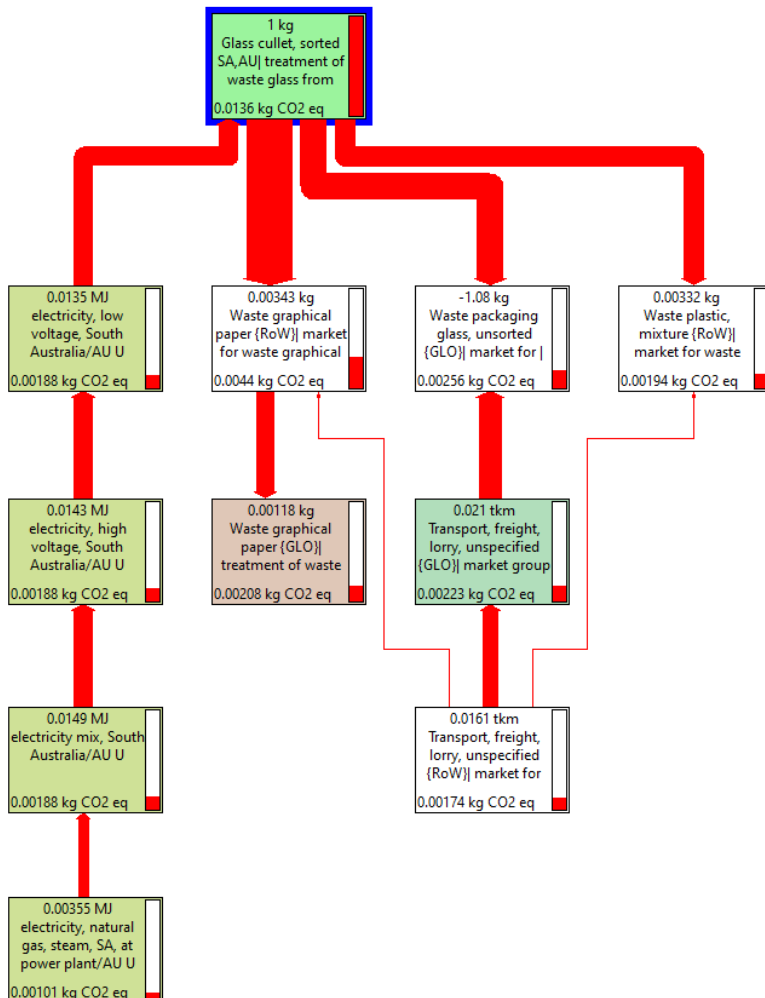 1 kg
Glass cullet, sorted
SA,AU| treatment of
waste glass from
0.0136 kg CO2 eq
0.0135 MJ
electricity, low
voltage, South
Australia/AU U
0.00188 kg CO2 eq
0.00343 kg
Waste graphical
paper {RoW}| market
for waste graphical
0.0044 kg CO2 eq
-1.08 kg
Waste packaging
glass, unsorted
{GLO}| market for |
0.00256 kg CO2 eq
0.00332 kg
Waste plastic,
mixture {RoW}|
market for waste
0.00194 kg CO2 eq
0.0143 MJ
electricity, high
voltage, South
Australia/AU U
0.00188 kg CO2 eq
0.00118 kg
Waste graphical
paper {GLO}|
treatment of waste
0.00208 kg CO2 eq
0.021 tkm
Transport, freight,
lorry, unspecified
{GLO}| market group
0.00223 kg CO2 eq
0.0149 MJ
electricity mix, South
Australia/AU U
0.00188 kg CO2 eq
0.0161 tkm
Transport, freight,
lorry, unspecified
{RoW}| market for
0.00174 kg CO2 eq
0.00355 MJ
electricity, natural
gas, steam, SA, at
power plant/AU U
0.00101 kg CO2 eq